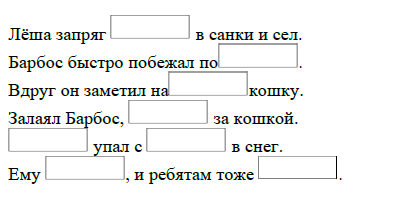 Лёша запряг в санки и сел.
Барбос быстро побежал по .
Вдруг он заметил на кошку.
Залаял Барбос, за кошкой.
упал с в снег.
Ему , и ребятам тоже .